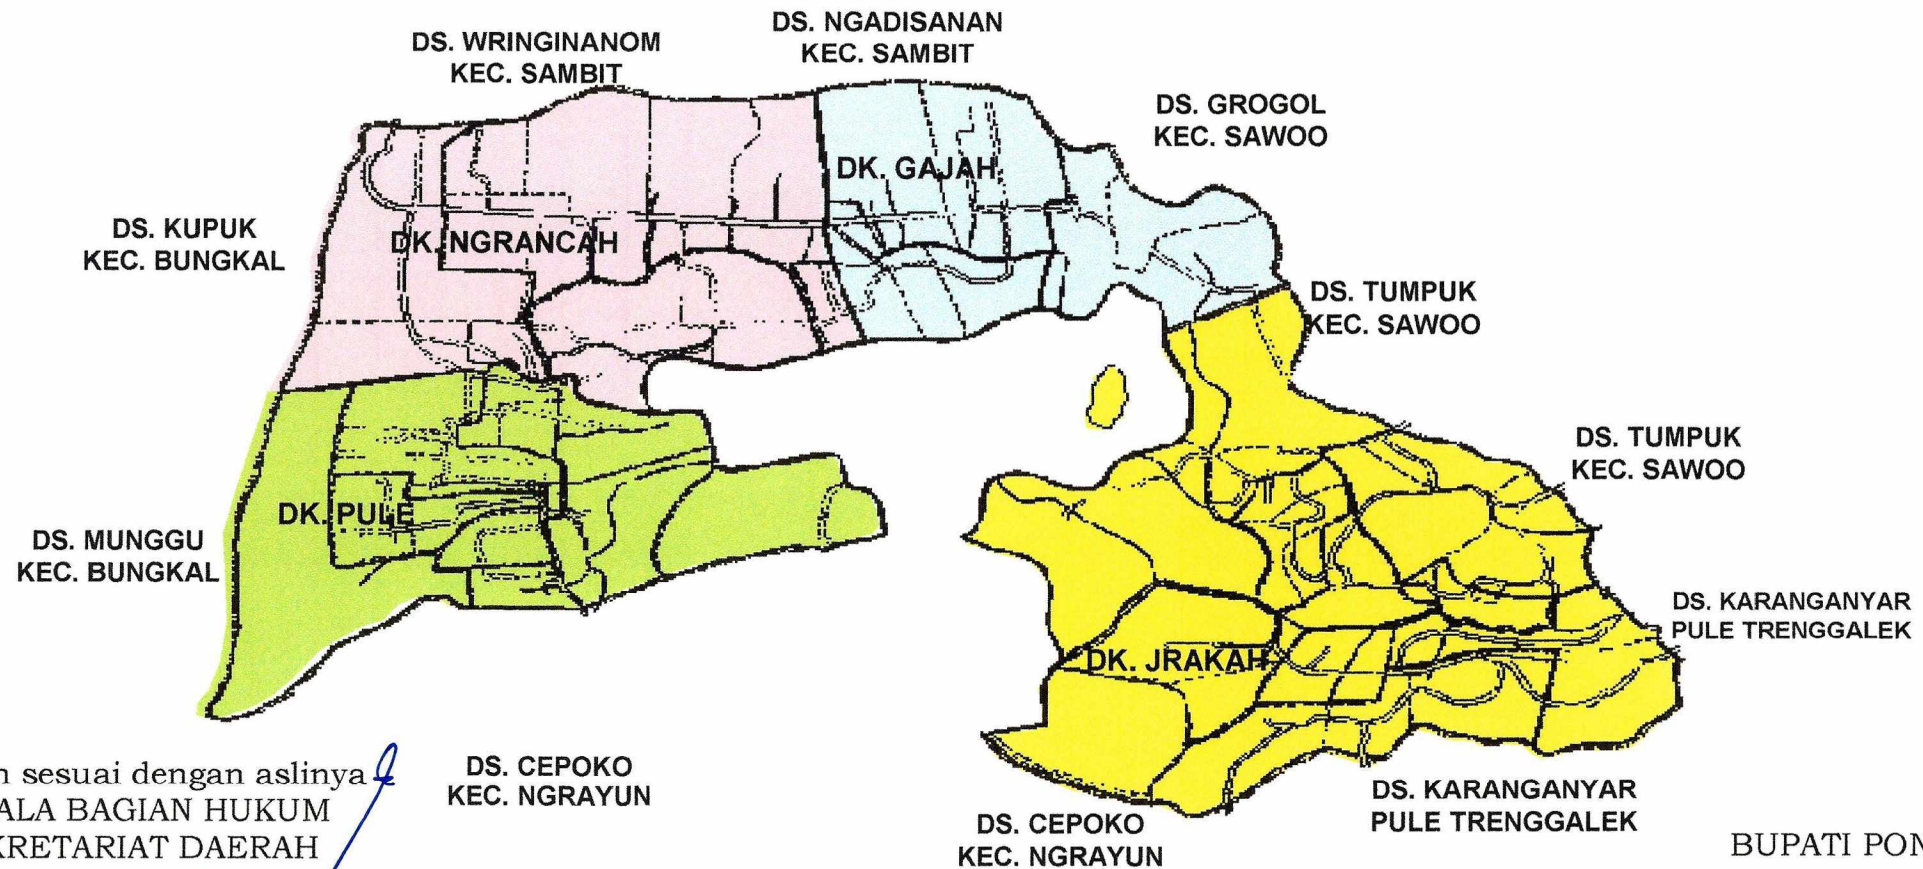 DS. NGADISANAN
KEC. SAMBIT
DS. WRINGINANOM
KEC. SAMBIT
DS. GROGOL
KEC. SAWOO
DK. GAJAH
DS. KUPUK
KEC. BUNGKAL
DK. NGRANCAH
DS. TUMPUK
KEC. SAWOO
DS. TUMPUK
KEC. SAWOO
DK. PULE
DS. MUNGGU
KEC. BUNGKAL
DS. KARANGANYAR
PULE TRENGGALEK
DK. JRAKAH
DS. CEPOKO
KEC. NGRAYUN
DS. KARANGANYAR
PULE TRENGGALEK
DS. CEPOKO
KEC. NGRAYUN
sesuai dengan aslinya
ALA BAGIAN HUKUM
KRETARIAT DAERAH
BUPATI PON